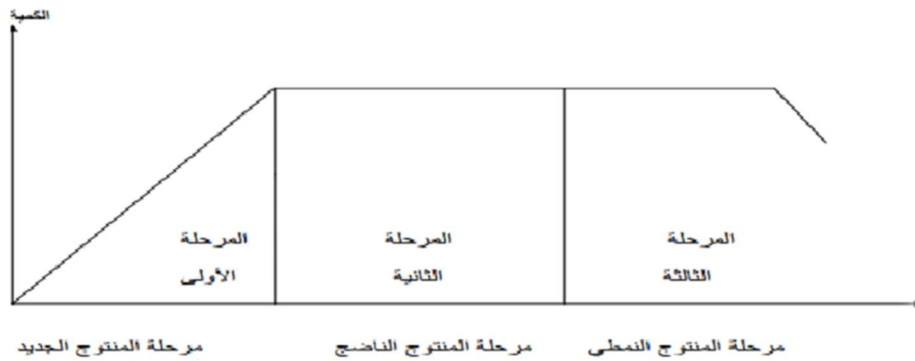 الكمية
المرحلة
الأولى
المرحلة
الثانية
المرحلة
الثالثة
مرحلة المنتوج الجديد
مرحلة المنتوج الناضج
مرحلة المنتوج النمطي